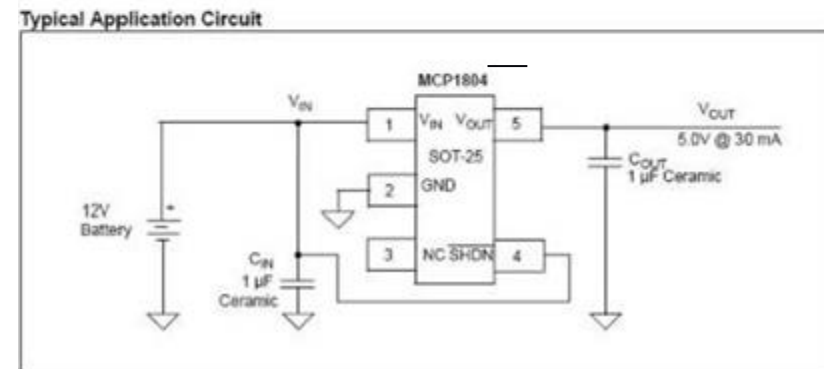 Typical Application Circuit
MCP1804
VIN
VOUT
1
VIN VOUT
5
5.0V @ 30 mA
SOT-25
COUT
1 µF Ceramic
2
GND
12V
Battery
+
3
NC SHDN
4
CIN
1 µF
Ceramic